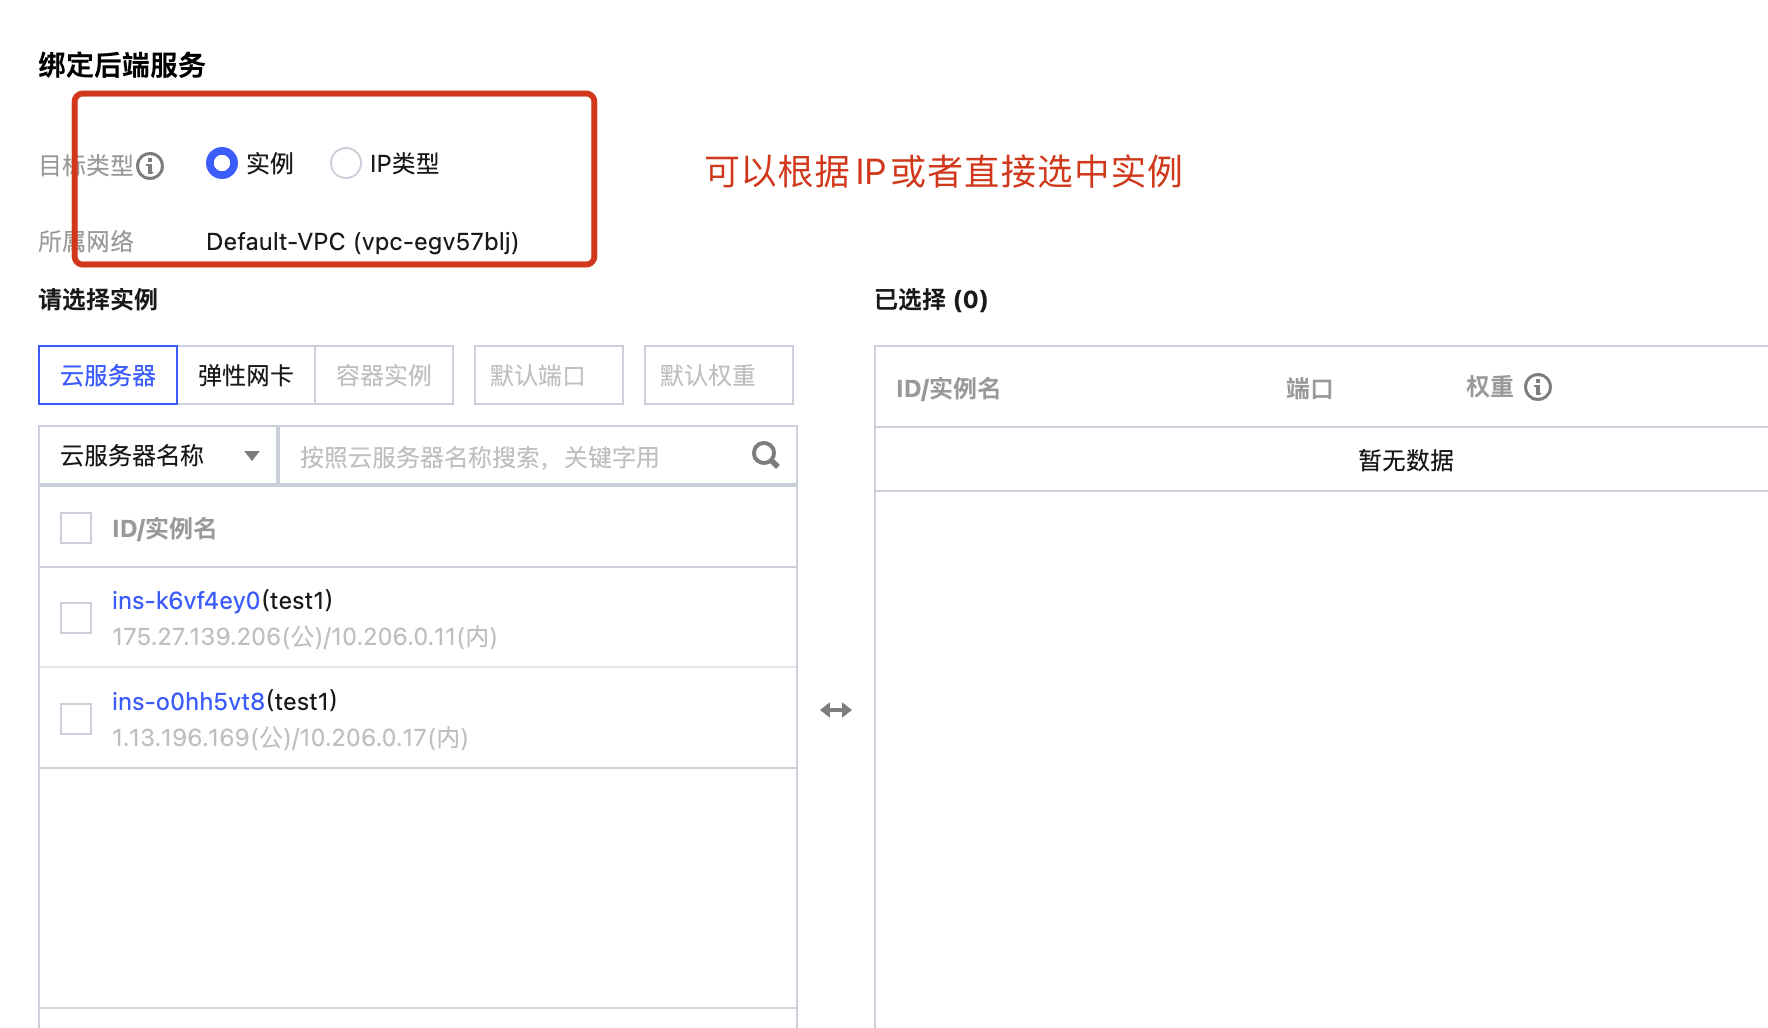 绑定后端服务
目标类型 实例 IP类型
可以根据IP或者直接选中实例
所属网络 Default-VPC (vpc-egv57blj)
请选择实例
云服务器 弹性网卡 容器实例 默认端口 默认权重
云服务器名称 按照云服务器名称搜索，关键字用
ID/实例名
ins-k6vf4ey0(test1)
175.27.139.206(公)/10.206.0.11(内)
ins-o0hh5vt8(test1)
1.13.196.169(公)/10.206.0.17(内)
已选择 (0)
ID/实例名 端口 权重
暂无数据